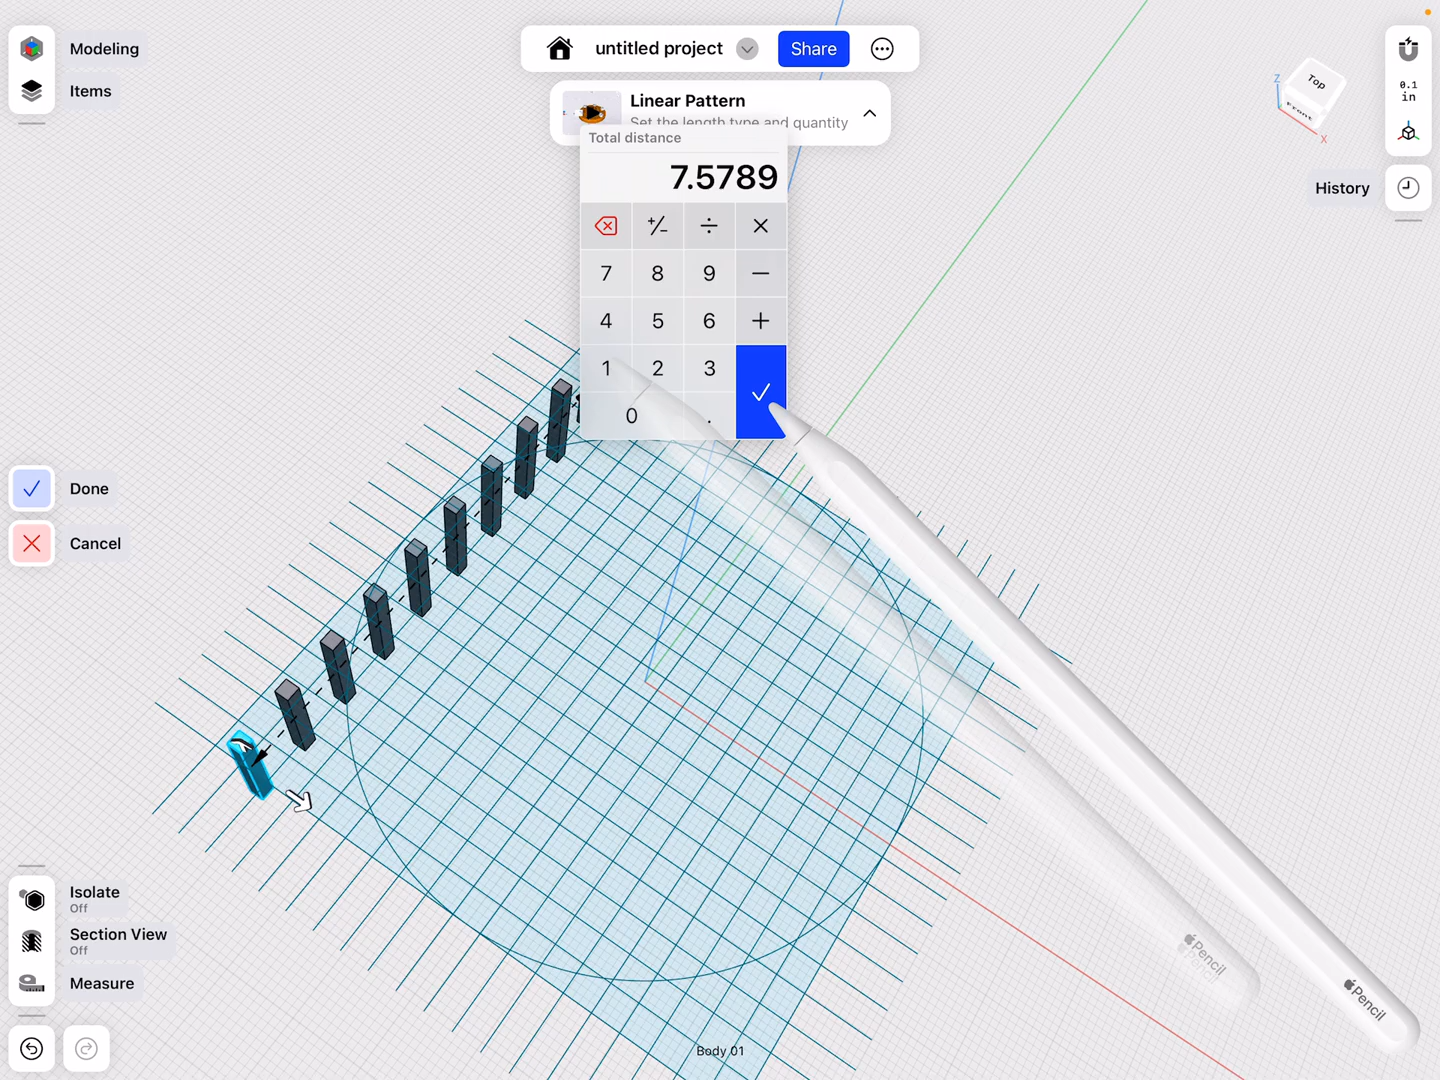 Modeling
Items
untitled project
Share
Linear Pattern
Set the length type and quantity
Total distance
7.5789
+/− ÷ ×
7 8 9 −
4 5 6 +
1 2 3
0 .
Top
Front
Z
X
0.1
in
History
Done
Cancel
Isolate
Off
Section View
Off
Measure
Body 01
Pencil
Pencil